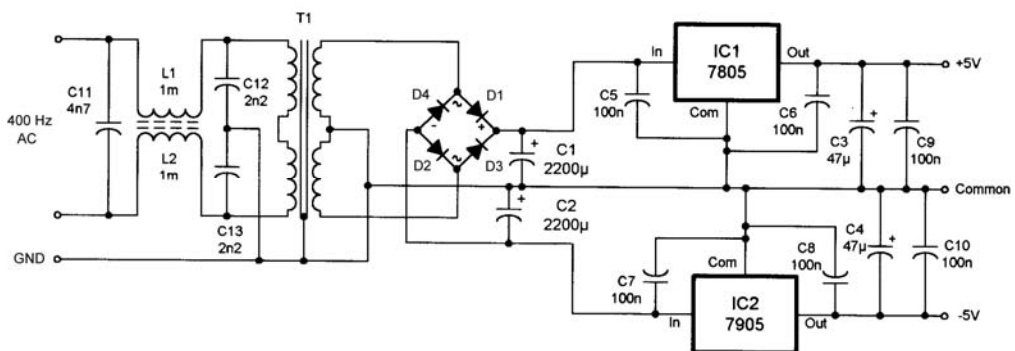 T1
IC1
7805
In
Out
Com
+5V
C11
4n7
L1
1m
C12
2n2
D4
D1
~
-
+
D2
D3
~
C5
100n
C6
100n
+
C3
47µ
C9
100n
400 Hz
AC
L2
1m
+
C1
2200µ
Common
+
C2
2200µ
C13
2n2
GND
C7
100n
Com
C8
100n
C4
47µ
+
C10
100n
IC2
7905
In
Out
-5V